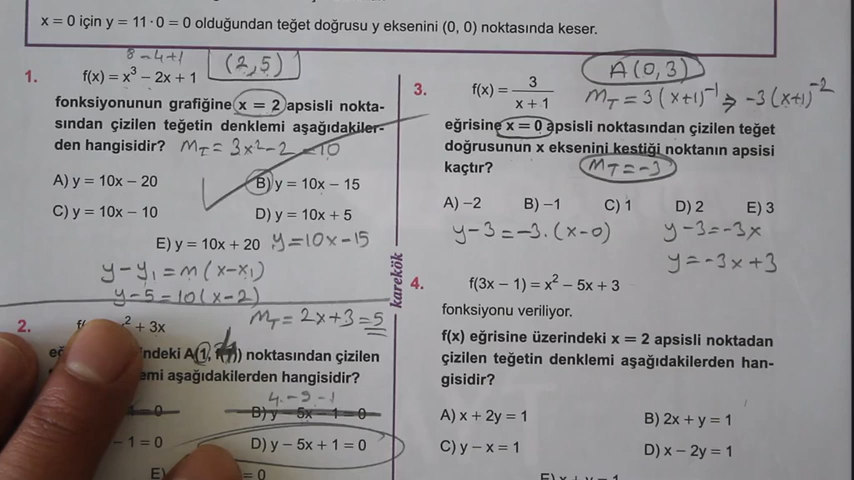 x = 0 için y = 11·0 = 0 olduğundan teğet doğrusu y eksenini (0, 0) noktasında keser.
8-4+1
1. f(x) = x³ − 2x + 1 (2,5)
fonksiyonunun grafiğine x = 2 apsisli nokta-
sından çizilen teğetin denklemi aşağıdakiler-
den hangisidir? M_T = 3x²-2 = 10
A) y = 10x − 20 B) y = 10x − 15
C) y = 10x − 10 D) y = 10x + 5
E) y = 10x + 20 y=10x-15
y-y₁ = m(x-x₁)
y-5=10(x-2)
M_T = 2x+3=5
2. + 3x
noktasından çizilen
emi aşağıdakilerden hangisidir?
4-5-1
B) y − 5x − 1 = 0
− 1 = 0 D) y − 5x + 1 = 0
E) = 0
karekök
A(0,3)
3. f(x) = 3/(x + 1) M_T = 3(x+1)⁻¹ ⇒ -3(x+1)⁻²
eğrisine x = 0 apsisli noktasından çizilen teğet
doğrusunun x eksenini kestiği noktanın apsisi
kaçtır? M_T = -3
A) −2 B) −1 C) 1 D) 2 E) 3
y-3=-3.(x-0) y-3=-3x
y=-3x+3
4. f(3x − 1) = x² − 5x + 3
fonksiyonu veriliyor.
f(x) eğrisine üzerindeki x = 2 apsisli noktadan
çizilen teğetin denklemi aşağıdakilerden han-
gisidir?
A) x + 2y = 1 B) 2x + y = 1
C) y − x = 1 D) x − 2y = 1
E) x + y = 1